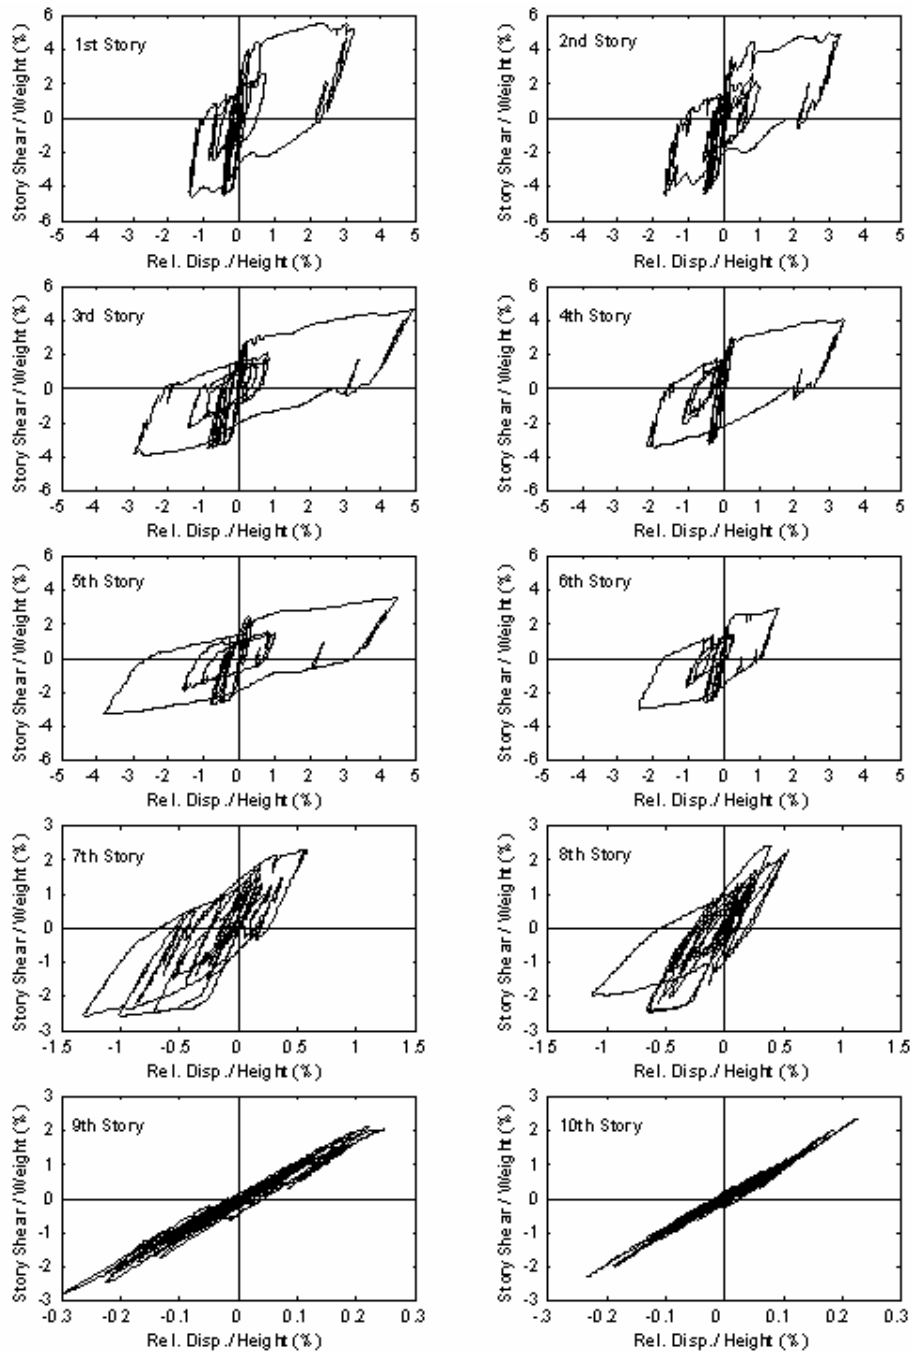 6
4
2
0
-2
-4
-6
1st Story
Story Shear / Weight (%)
-5 -4 -3 -2 -1 0 1 2 3 4 5
Rel. Disp./ Height (%)
6
4
2
0
-2
-4
-6
2nd Story
Story Shear / Weight (%)
-5 -4 -3 -2 -1 0 1 2 3 4 5
Rel. Disp./ Height (%)
6
4
2
0
-2
-4
-6
3rd Story
Story Shear / Weight (%)
-5 -4 -3 -2 -1 0 1 2 3 4 5
Rel. Disp./ Height (%)
6
4
2
0
-2
-4
-6
4th Story
Story Shear / Weight (%)
-5 -4 -3 -2 -1 0 1 2 3 4 5
Rel. Disp./ Height (%)
6
4
2
0
-2
-4
-6
5th Story
Story Shear / Weight (%)
-5 -4 -3 -2 -1 0 1 2 3 4 5
Rel. Disp./ Height (%)
6
4
2
0
-2
-4
-6
6th Story
Story Shear / Weight (%)
-5 -4 -3 -2 -1 0 1 2 3 4 5
Rel. Disp./ Height (%)
3
2
1
0
-1
-2
-3
7th Story
Story Shear / Weight (%)
-1.5 -1 -0.5 0 0.5 1 1.5
Rel. Disp./ Height (%)
3
2
1
0
-1
-2
-3
8th Story
Story Shear / Weight (%)
-1.5 -1 -0.5 0 0.5 1 1.5
Rel. Disp./ Height (%)
3
2
1
0
-1
-2
-3
9th Story
Story Shear / Weight (%)
-0.3 -0.2 -0.1 0 0.1 0.2 0.3
Rel. Disp./ Height (%)
3
2
1
0
-1
-2
-3
10th Story
Story Shear / Weight (%)
-0.3 -0.2 -0.1 0 0.1 0.2 0.3
Rel. Disp./ Height (%)